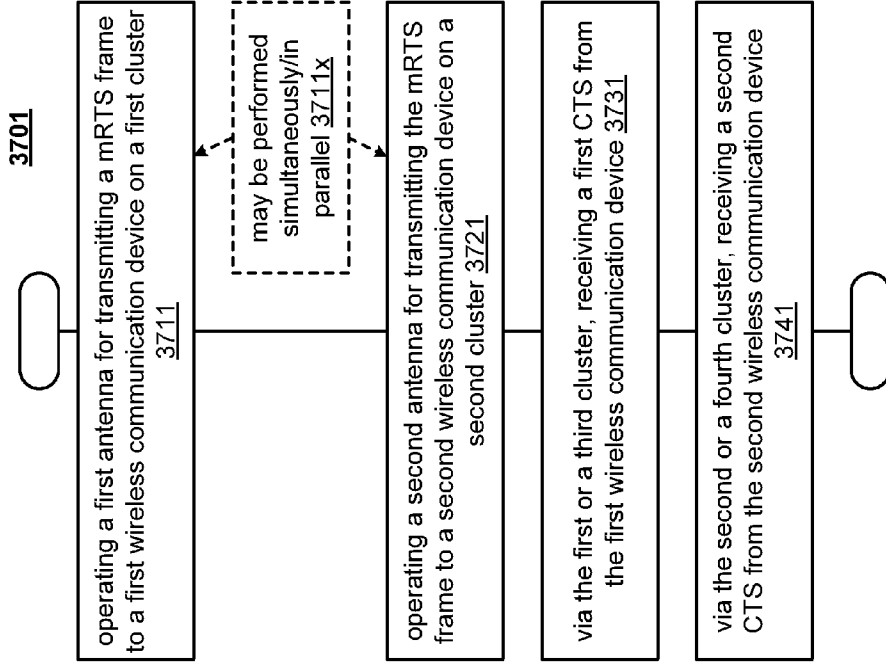 3701
operating a first antenna for transmitting a mRTS frame
to a first wireless communication device on a first cluster
3711
may be performed
simultaneously/in
parallel 3711x
operating a second antenna for transmitting the mRTS
frame to a second wireless communication device on a
second cluster 3721
via the first or a third cluster, receiving a first CTS from
the first wireless communication device 3731
via the second or a fourth cluster, receiving a second
CTS from the second wireless communication device
3741